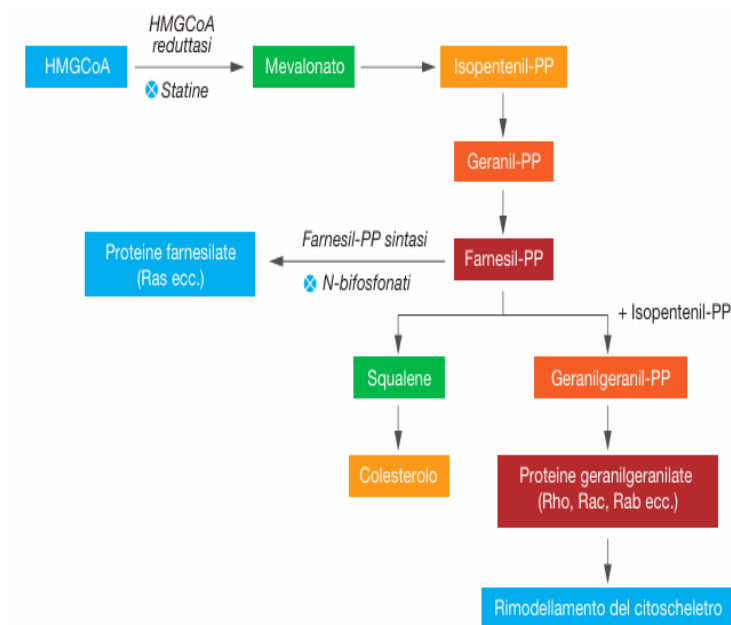 HMGCoA
reduttasi
HMGCoA
Mevalonato
Isopentenil-PP
Statine
Geranil-PP
Proteine farnesilate
(Ras ecc.)
Farnesil-PP sintasi
Farnesil-PP
N-bifosfonati
+ Isopentenil-PP
Squalene
Geranilgeranil-PP
Colesterolo
Proteine geranilgeranilate
(Rho, Rac, Rab ecc.)
Rimodellamento del citoscheletro